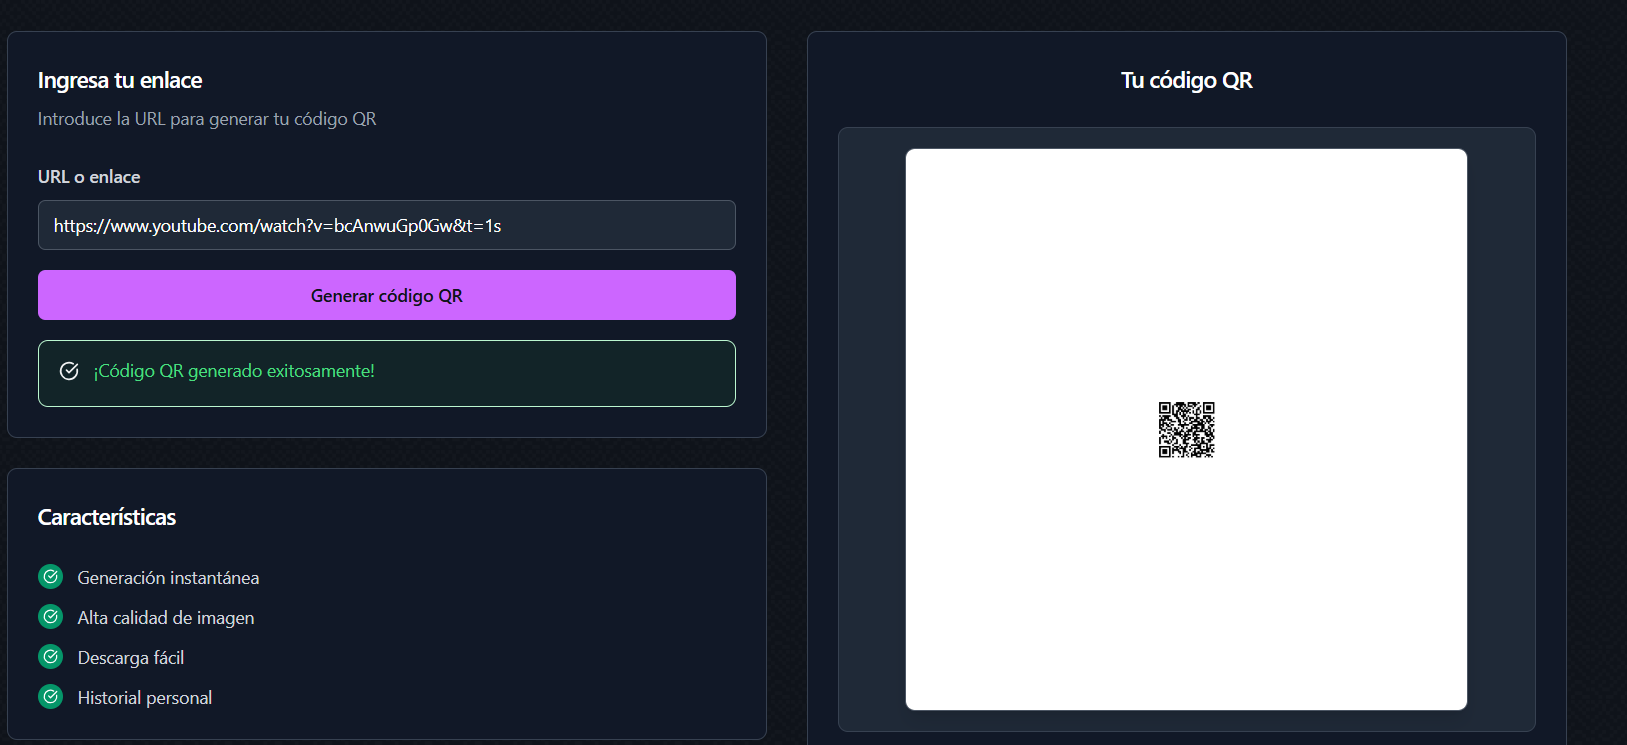 Ingresa tu enlace
Introduce la URL para generar tu código QR
URL o enlace
https://www.youtube.com/watch?v=bcAnwuGp0Gw&t=1s
Generar código QR
¡Código QR generado exitosamente!
Características
Generación instantánea
Alta calidad de imagen
Descarga fácil
Historial personal
Tu código QR